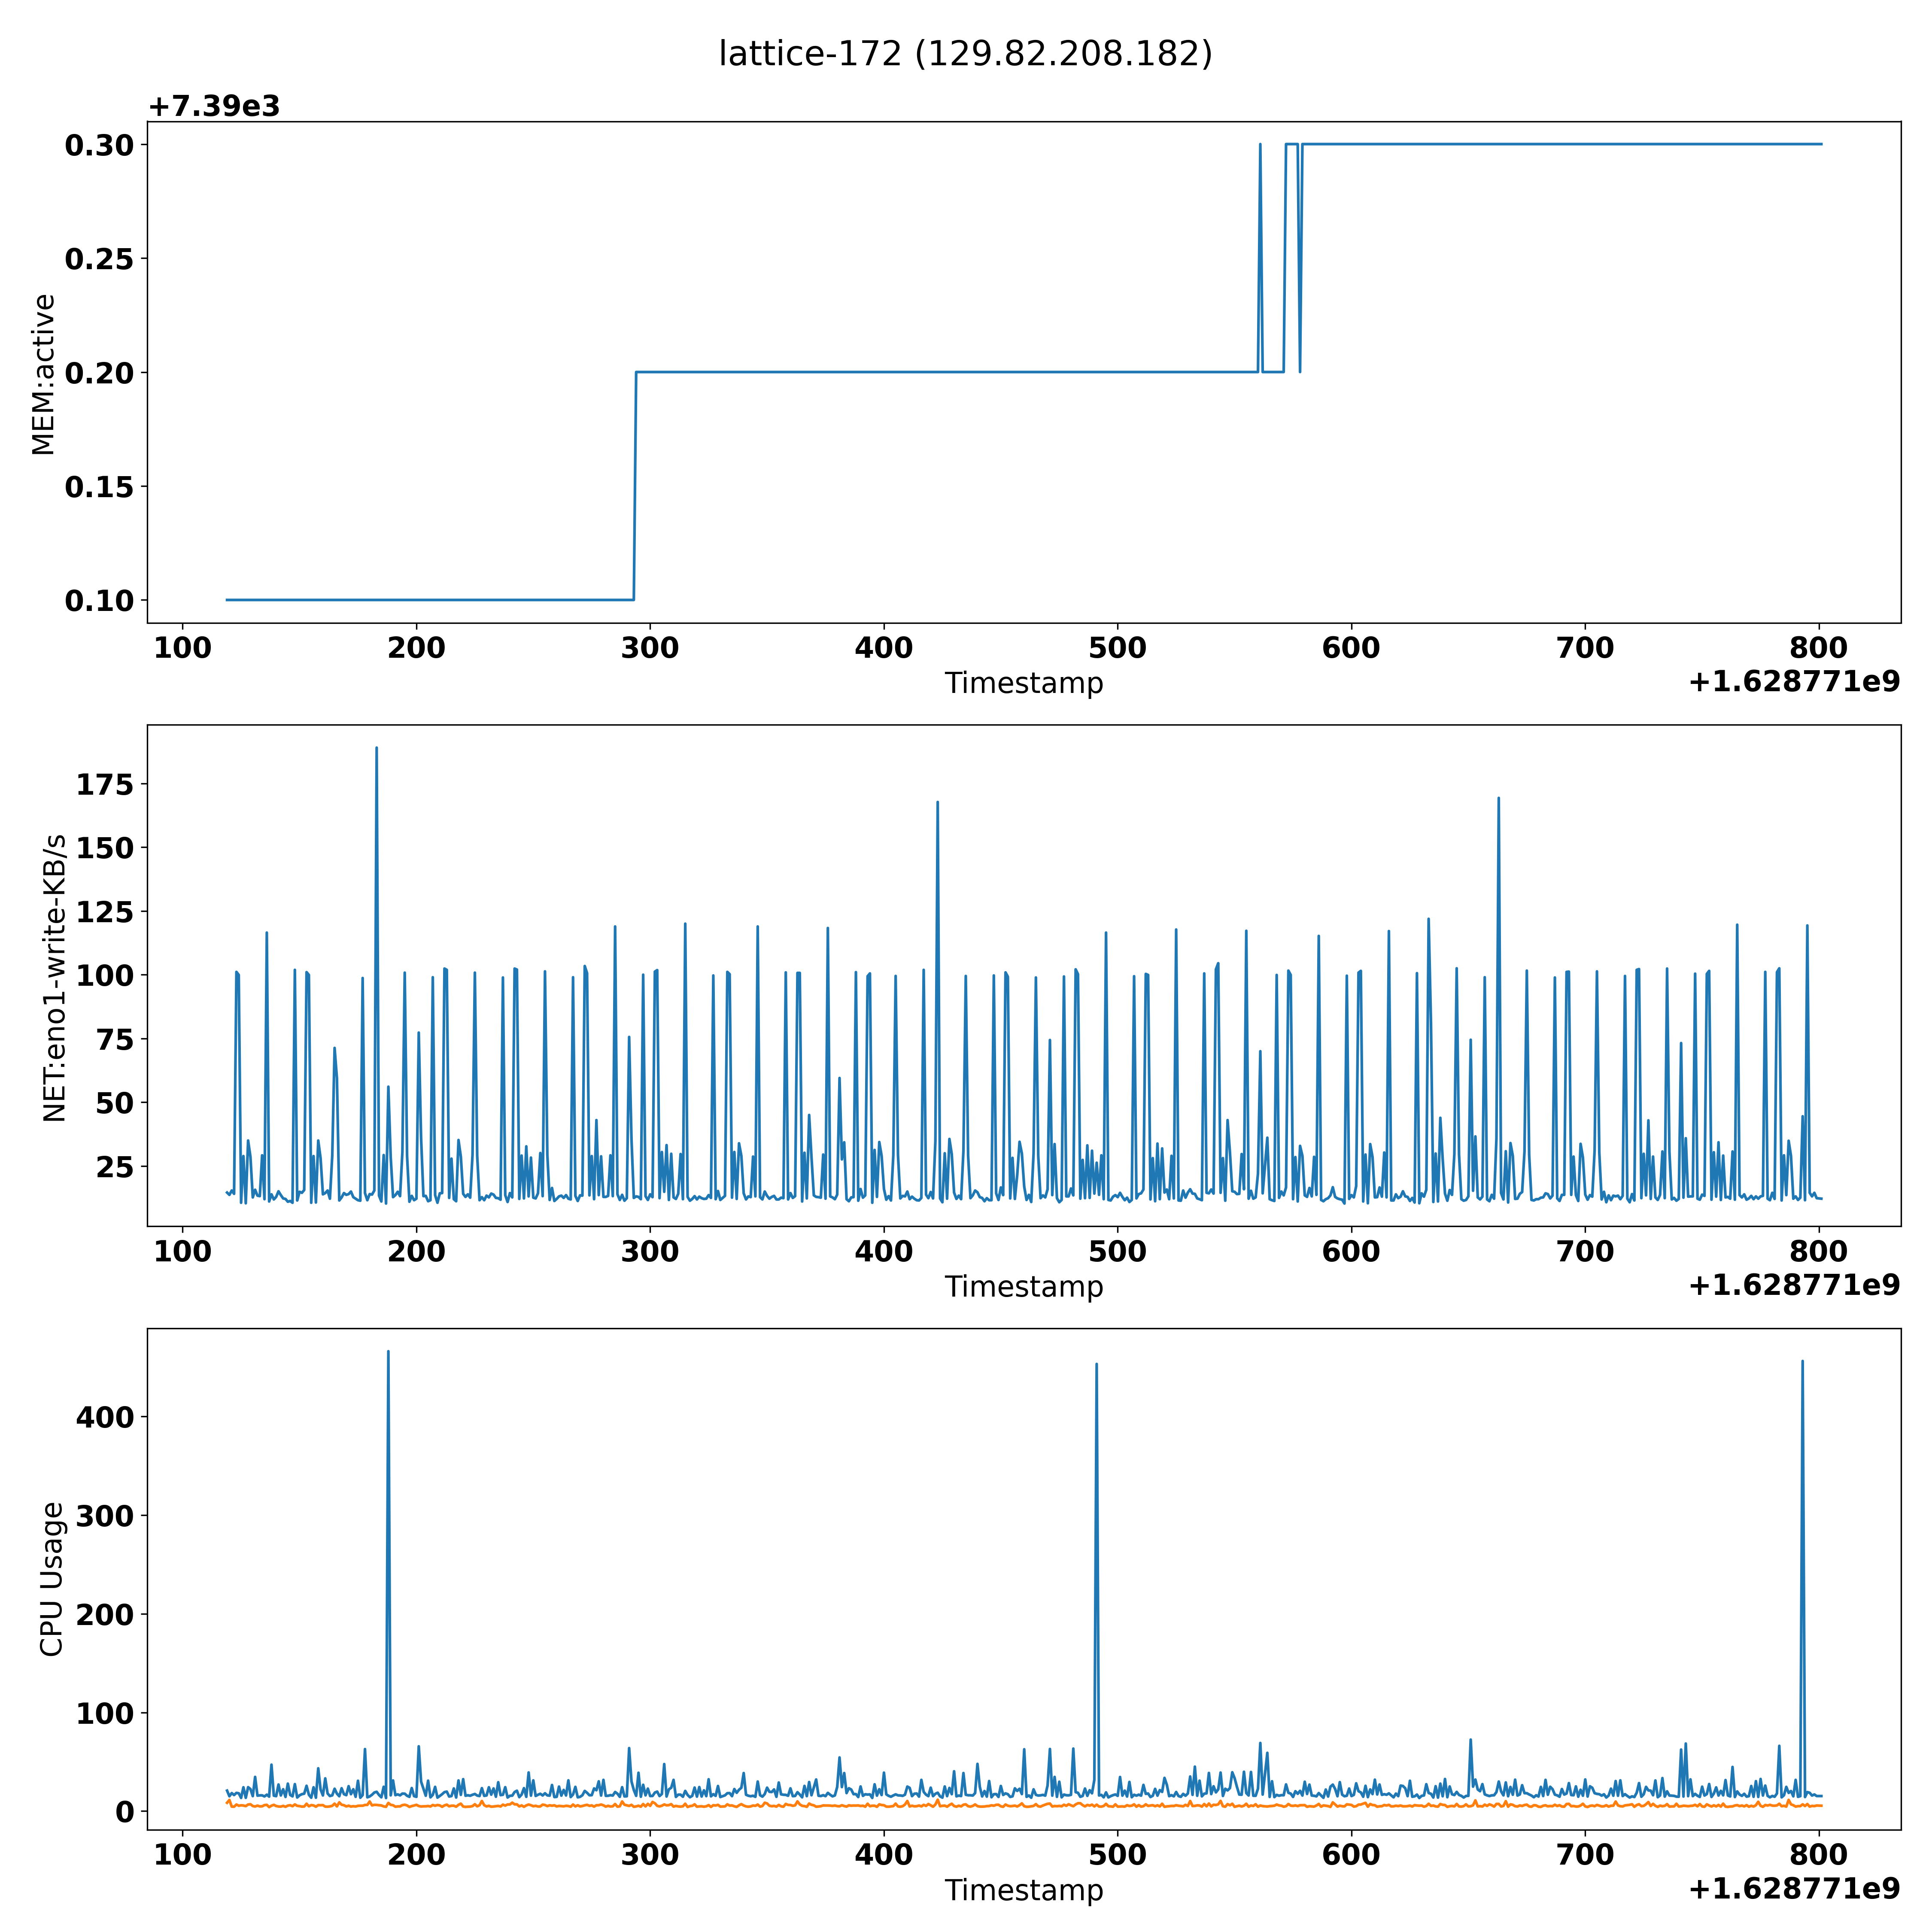 lattice-172 (129.82.208.182)
+7.39e3
0.30
0.25
0.20
0.15
0.10
MEM:active
100 200 300 400 500 600 700 800
Timestamp
+1.628771e9
175
150
125
100
75
50
25
NET:eno1-write-KB/s
100 200 300 400 500 600 700 800
Timestamp
+1.628771e9
400
300
200
100
0
CPU Usage
100 200 300 400 500 600 700 800
Timestamp
+1.628771e9